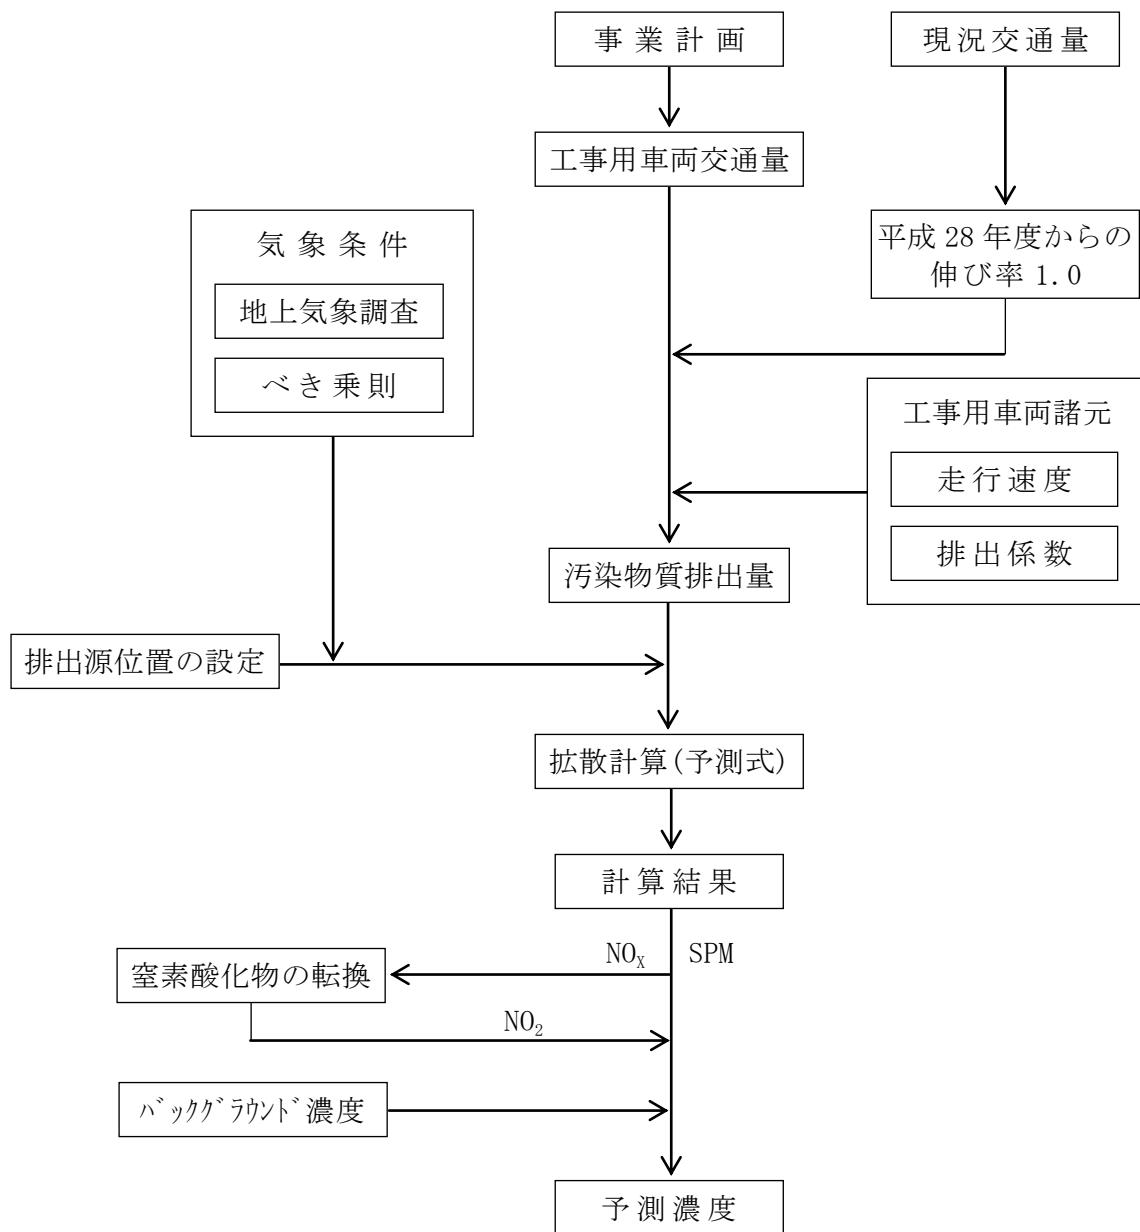 事業計画
現況交通量
工事用車両交通量
平成 28 年度からの
伸び率 1.0
気象条件
地上気象調査
べき乗則
工事用車両諸元
走行速度
排出係数
汚染物質排出量
排出源位置の設定
拡散計算(予測式)
計算結果
NOX SPM
窒素酸化物の転換
NO2
バックグラウンド濃度
予測濃度